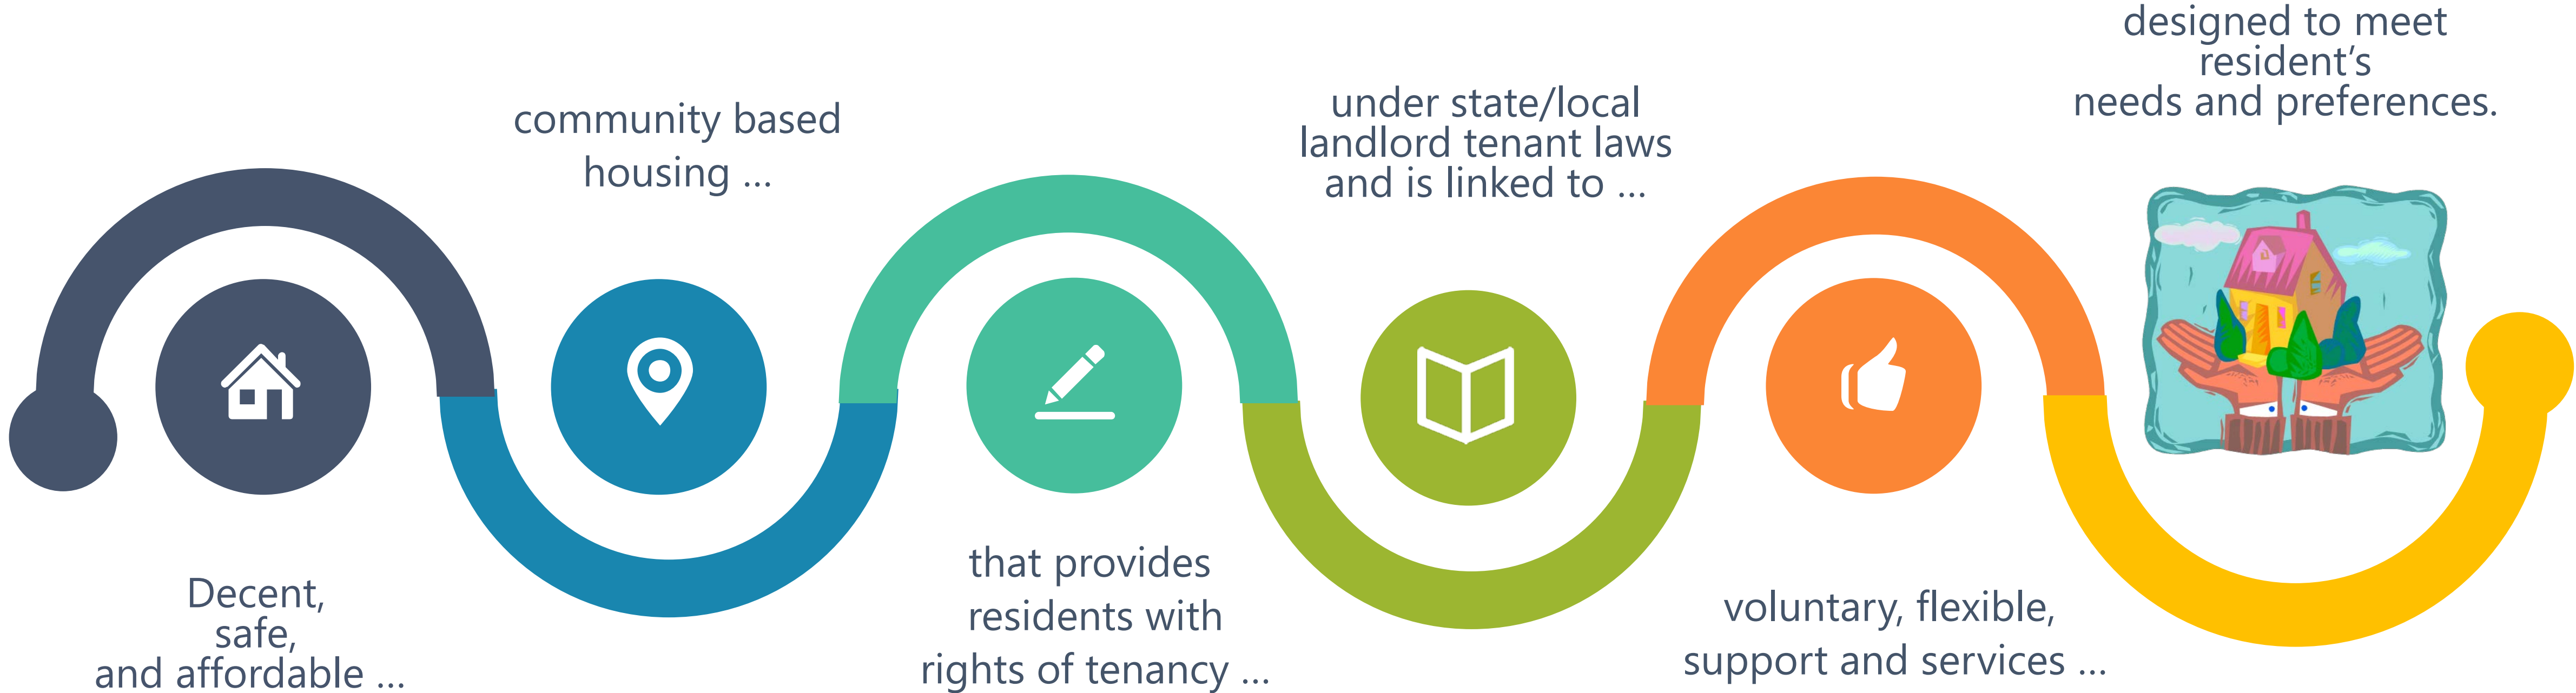 Decent,
safe,
and affordable ...
community based
housing ...
that provides
residents with
rights of tenancy ...
under state/local
landlord tenant laws
and is linked to ...
voluntary, flexible,
support and services ...
designed to meet
resident’s
needs and preferences.